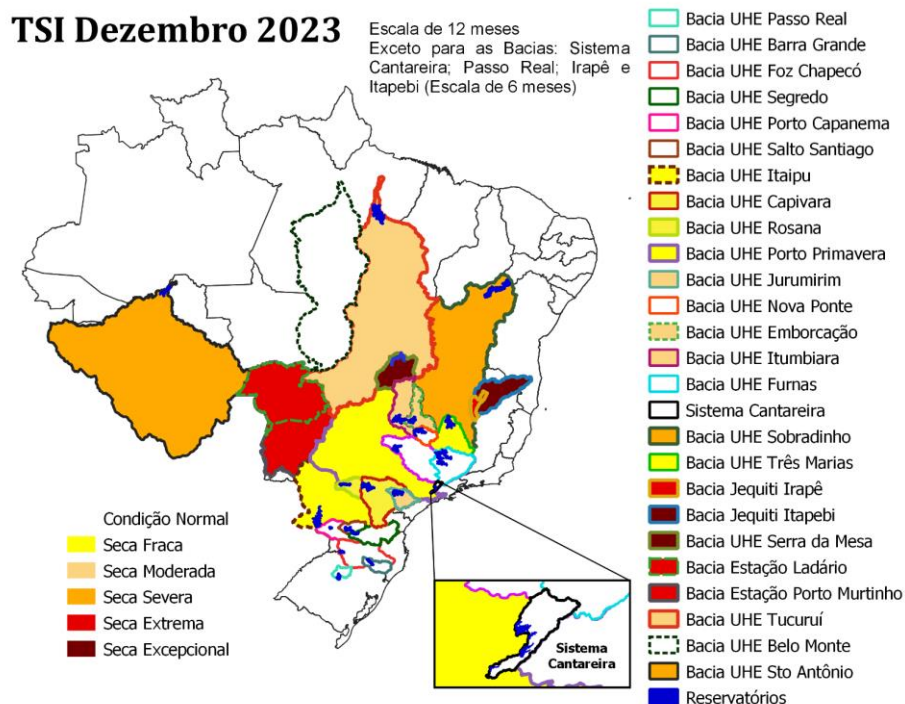 TSI Dezembro 2023
Escala de 12 meses
Exceto para as Bacias: Sistema
Cantareira; Passo Real; Irapê e
Itapebi (Escala de 6 meses)
Bacia UHE Passo Real
Bacia UHE Barra Grande
Bacia UHE Foz Chapecó
Bacia UHE Segredo
Bacia UHE Porto Capanema
Bacia UHE Salto Santiago
Bacia UHE Itaipu
Bacia UHE Capivara
Bacia UHE Rosana
Bacia UHE Porto Primavera
Bacia UHE Jurumirim
Bacia UHE Nova Ponte
Bacia UHE Emborcação
Bacia UHE Itumbiara
Bacia UHE Furnas
Sistema Cantareira
Bacia UHE Sobradinho
Bacia UHE Três Marias
Bacia Jequiti Irapê
Bacia Jequiti Itapebi
Bacia UHE Serra da Mesa
Bacia Estação Ladário
Bacia Estação Porto Murtinho
Bacia UHE Tucuruí
Bacia UHE Belo Monte
Bacia UHE Sto Antônio
Reservatórios
Condição Normal
Seca Fraca
Seca Moderada
Seca Severa
Seca Extrema
Seca Excepcional
Sistema
Cantareira